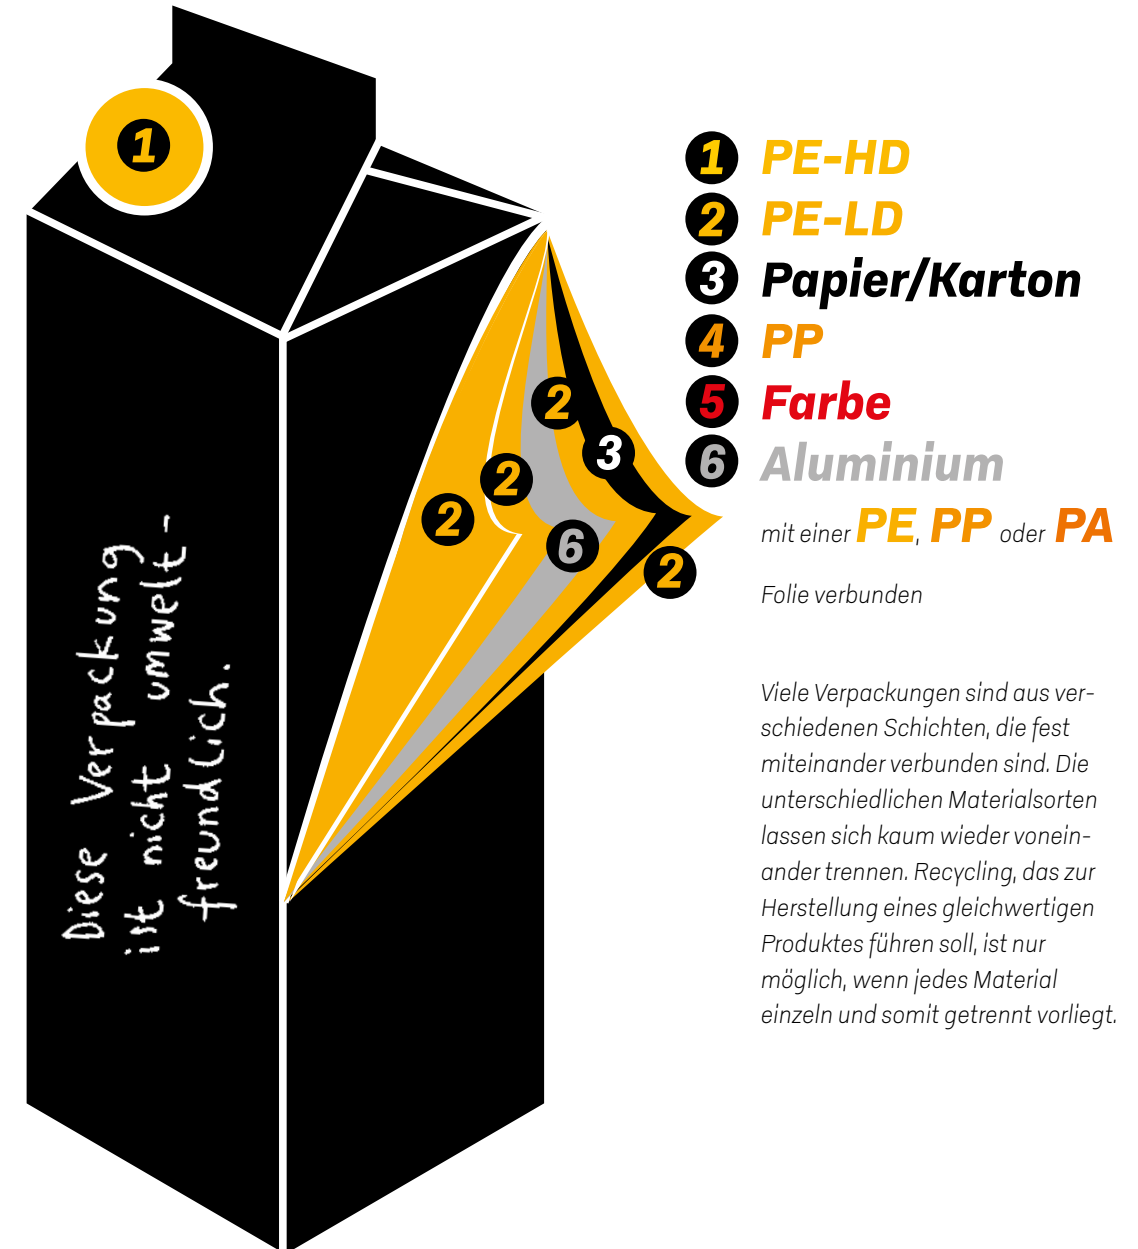 1
1 PE-HD
2 PE-LD
3 Papier/Karton
4 PP
5 Farbe
6 Aluminium
mit einer PE, PP oder PA
Folie verbunden
2
3
2
2
6
2
Diese Verpackung
ist nicht umwelt-
freundlich.
Viele Verpackungen sind aus ver-
schiedenen Schichten, die fest
miteinander verbunden sind. Die
unterschiedlichen Materialsorten
lassen sich kaum wieder vonein-
ander trennen. Recycling, das zur
Herstellung eines gleichwertigen
Produktes führen soll, ist nur
möglich, wenn jedes Material
einzeln und somit getrennt vorliegt.